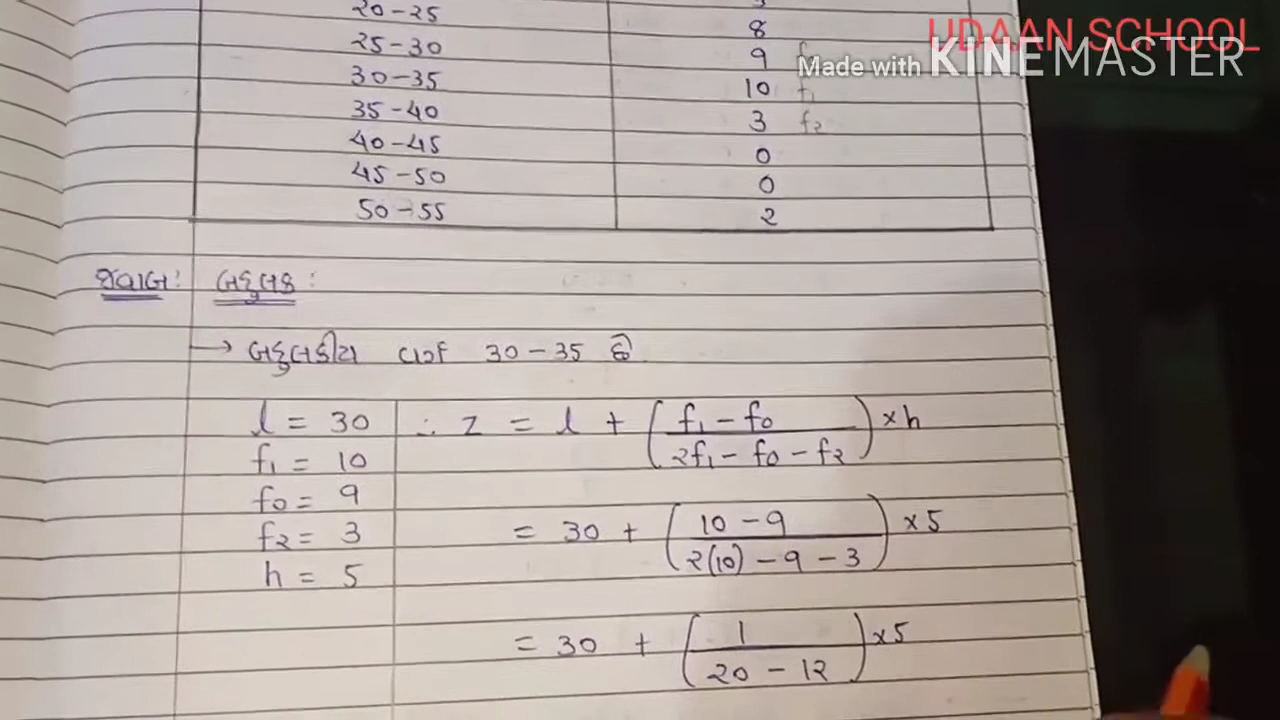 UDAAN SCHOOL
Made with KINEMASTER
20-25 8
25-30 9
30-35 10 f₁
35-40 3 f₂
40-45 0
45-50 0
50-55 2
જવાબ: બહુલક:
→ બહુલકીય વર્ગ 30-35 છે.
l = 30 ∴ z = l + (f₁ - f₀ / 2f₁ - f₀ - f₂) × h
f₁ = 10
f₀ = 9 = 30 + (10 - 9 / 2(10) - 9 - 3) × 5
f₂ = 3
h = 5
= 30 + (1 / 20 - 12) × 5